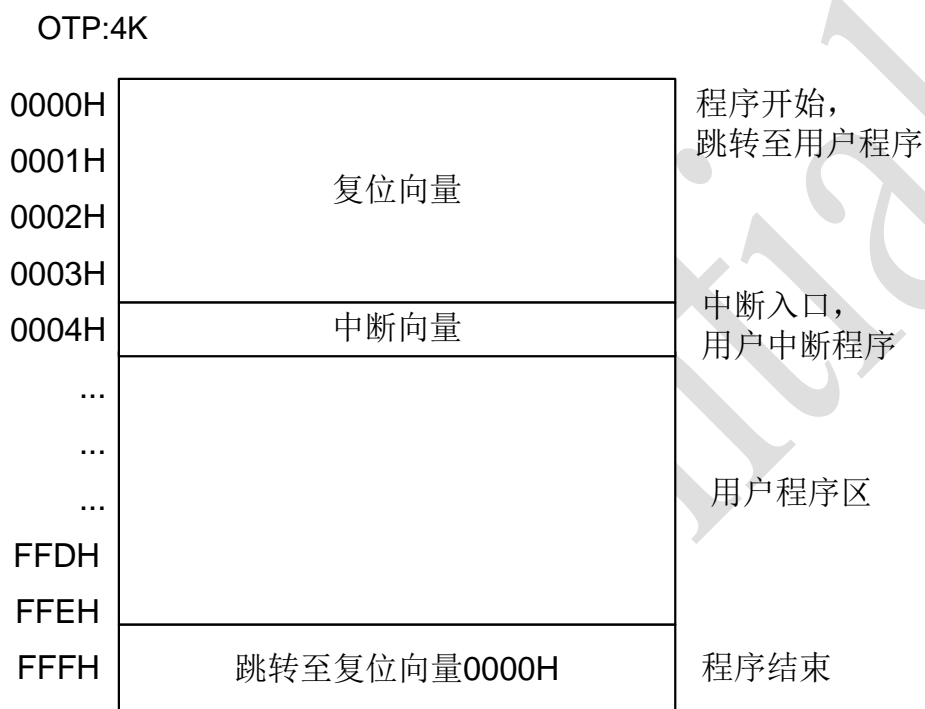 OTP:4K
0000H
程序开始，
跳转至用户程序
0001H
复位向量
0002H
0003H
中断入口，
用户中断程序
0004H
中断向量
...
...
...
用户程序区
FFDH
FFEH
FFFH
跳转至复位向量0000H
程序结束